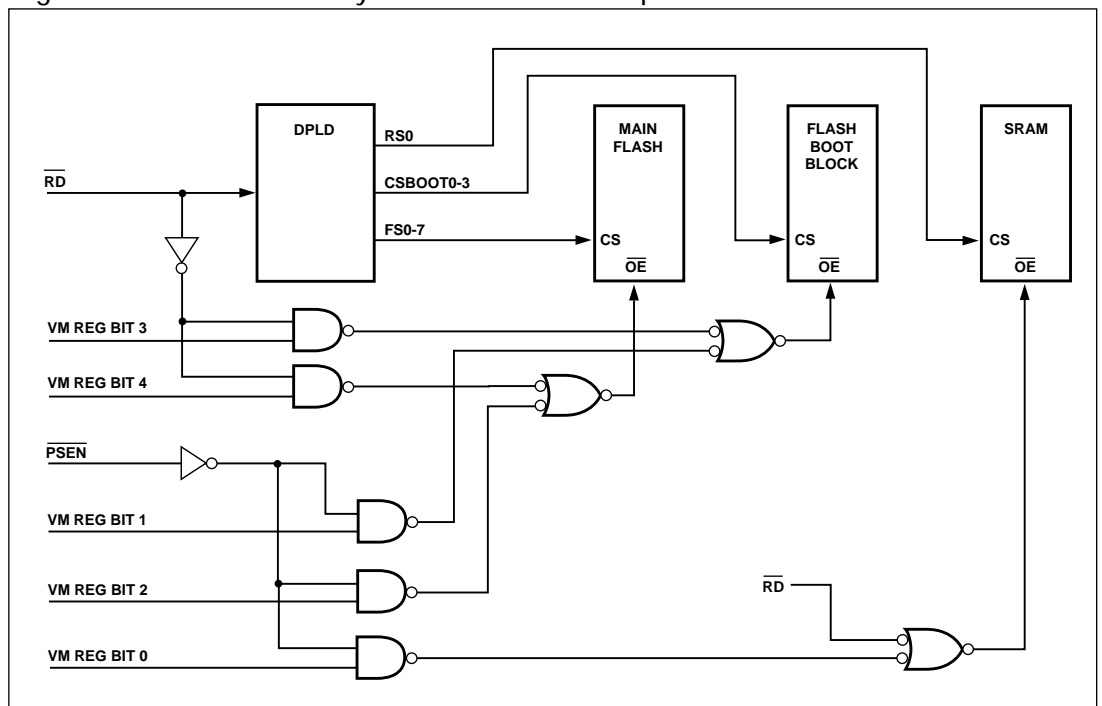 DPLD
RS0
CSBOOT0-3
FS0-7
MAIN
FLASH
CS
OE
FLASH
BOOT
BLOCK
CS
OE
SRAM
CS
OE
RD
VM REG BIT 3
VM REG BIT 4
PSEN
VM REG BIT 1
VM REG BIT 2
VM REG BIT 0
RD